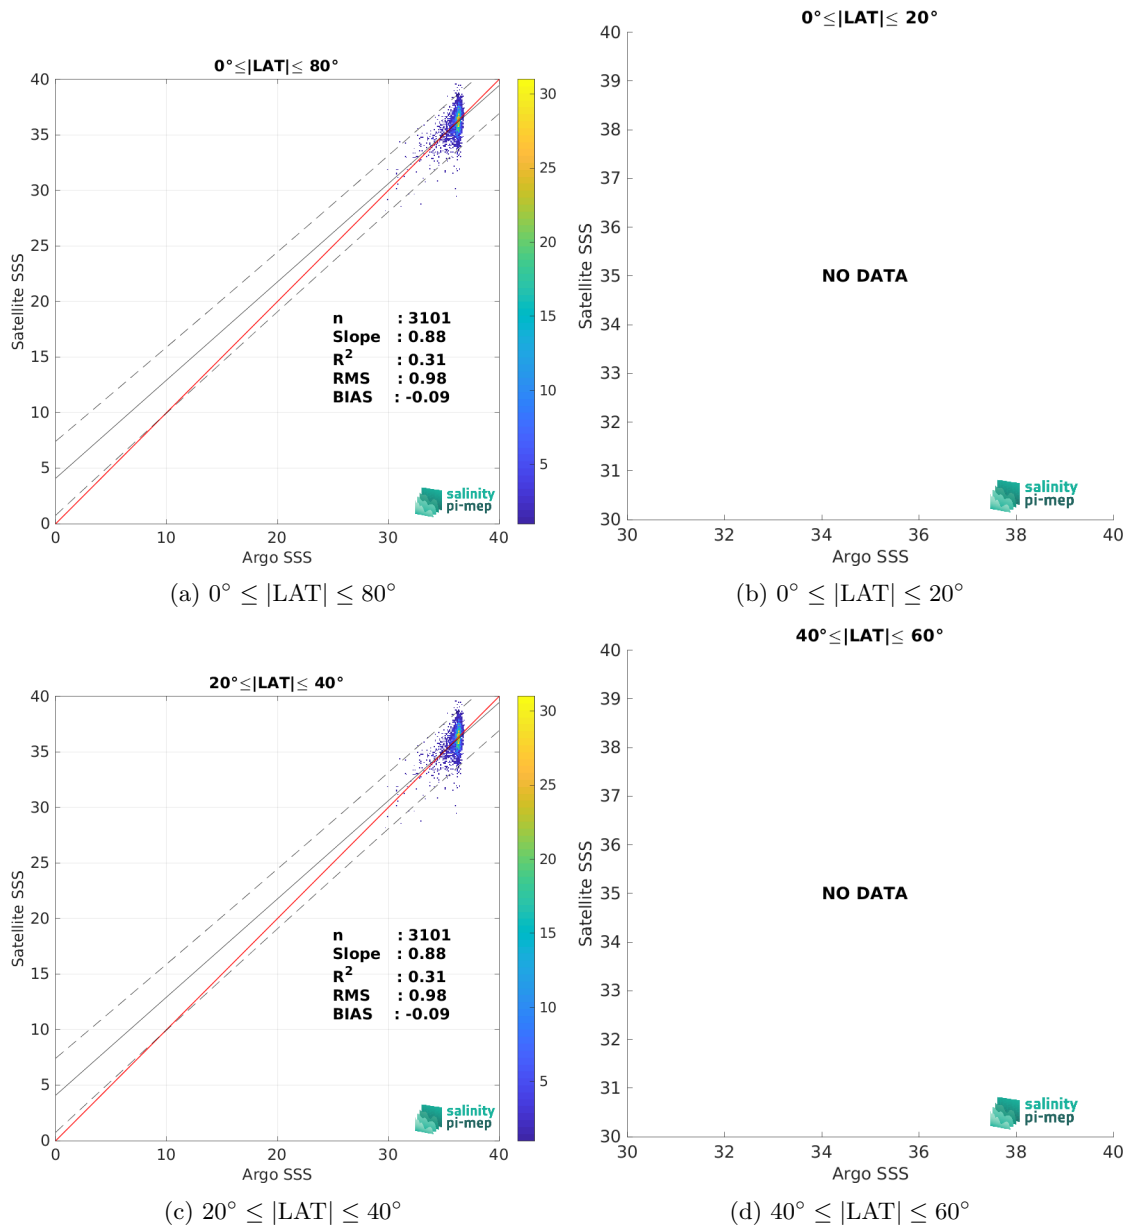 0°≤|LAT|≤ 80°
40
35
30
25
20
15
10
5
0
Satellite SSS
0
10
20
30
40
Argo SSS
n : 3101
Slope : 0.88
R² : 0.31
RMS : 0.98
BIAS : -0.09
salinity
pi-mep
30
25
20
15
10
5
(a) 0° ≤ |LAT| ≤ 80°
0°≤|LAT|≤ 20°
40
39
38
37
36
35
34
33
32
31
30
Satellite SSS
NO DATA
salinity
pi-mep
30
32
34
36
38
40
Argo SSS
(b) 0° ≤ |LAT| ≤ 20°
20°≤|LAT|≤ 40°
40
35
30
25
20
15
10
5
0
Satellite SSS
0
10
20
30
40
Argo SSS
n : 3101
Slope : 0.88
R² : 0.31
RMS : 0.98
BIAS : -0.09
salinity
pi-mep
30
25
20
15
10
5
(c) 20° ≤ |LAT| ≤ 40°
40°≤|LAT|≤ 60°
40
39
38
37
36
35
34
33
32
31
30
Satellite SSS
NO DATA
salinity
pi-mep
30
32
34
36
38
40
Argo SSS
(d) 40° ≤ |LAT| ≤ 60°